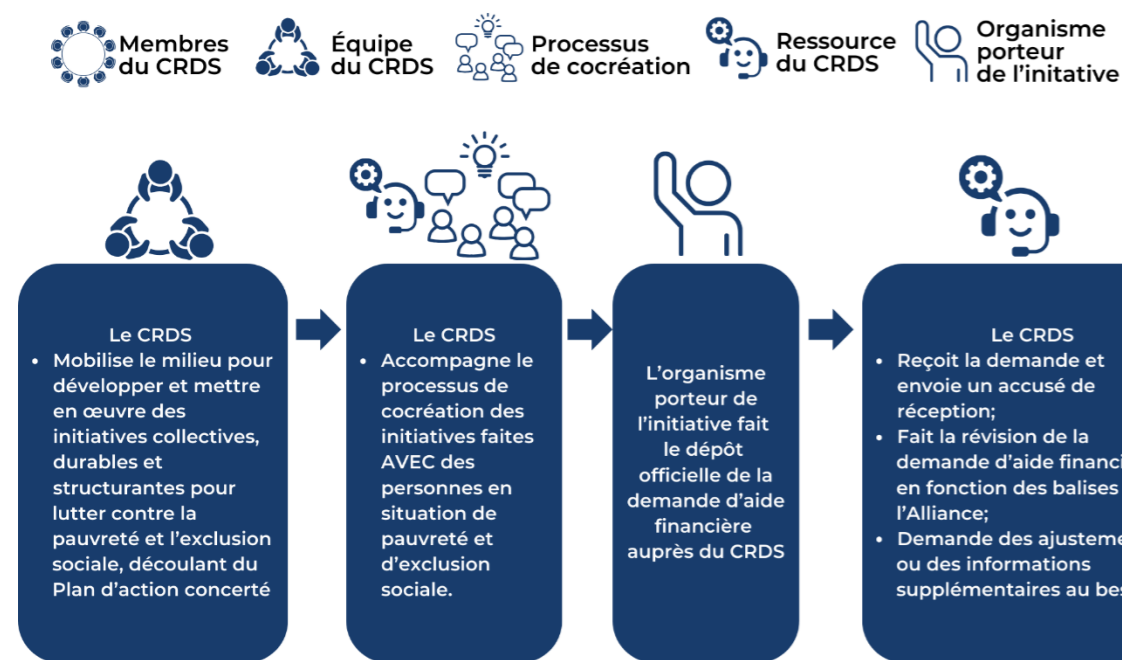 Membres
du CRDS
Équipe
du CRDS
Processus
de cocréation
Ressource
du CRDS
Organisme
porteur
de l'initative
Le CRDS
• Mobilise le milieu pour
développer et mettre
en œuvre des
initiatives collectives,
durables et
structurantes pour
lutter contre la
pauvreté et l'exclusion
sociale, découlant du
Plan d'action concerté
Le CRDS
• Accompagne le
processus de
cocréation des
initiatives faites
AVEC des
personnes en
situation de
pauvreté et
d'exclusion
sociale.
L'organisme
porteur de
l'initiative fait
le dépôt
officielle de la
demande d'aide
financière
auprès du CRDS
Le CRDS
• Reçoit la demande et
envoie un accusé de
réception;
• Fait la révision de la
demande d'aide
en fonction des balises
l'Alliance;
• Demande des
ou des informations
supplémentaires au